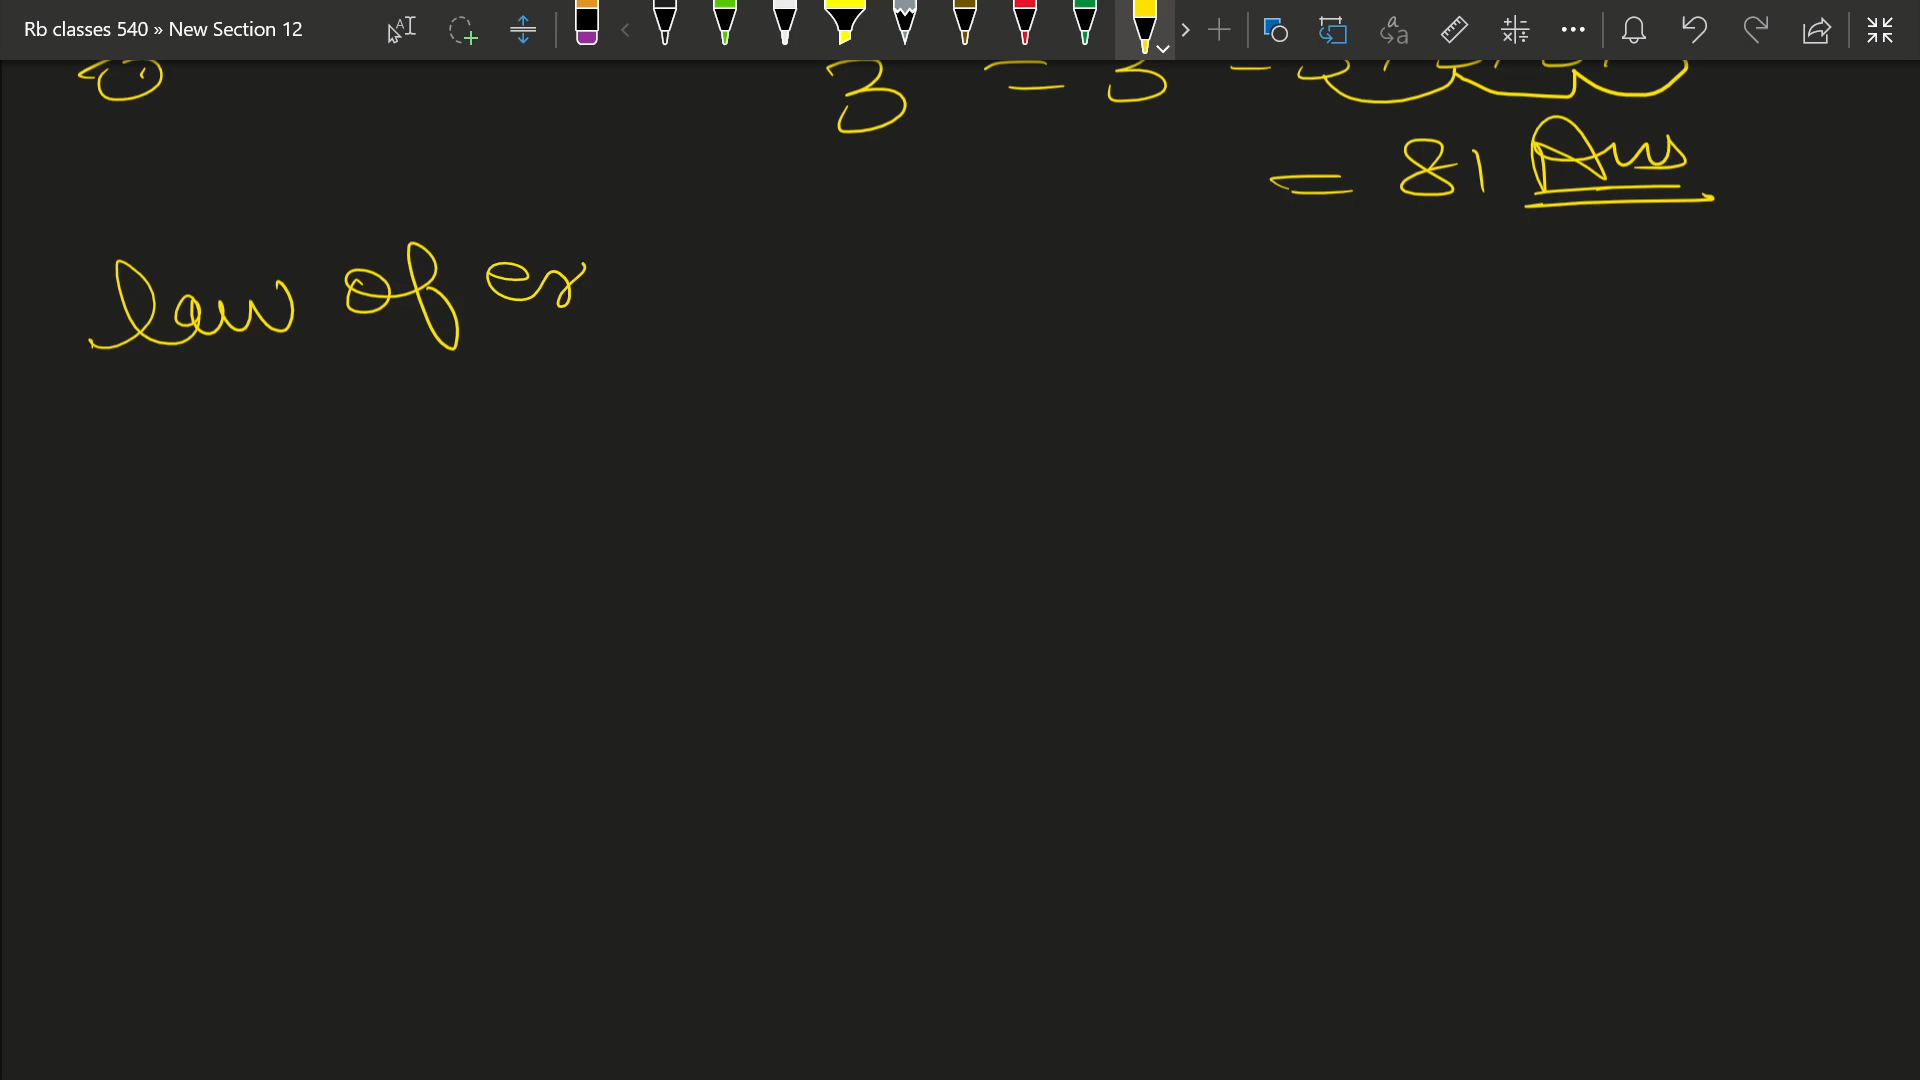 Rb classes 540 » New Section 12
3 = 3 =
= 81 Ans
law of ex